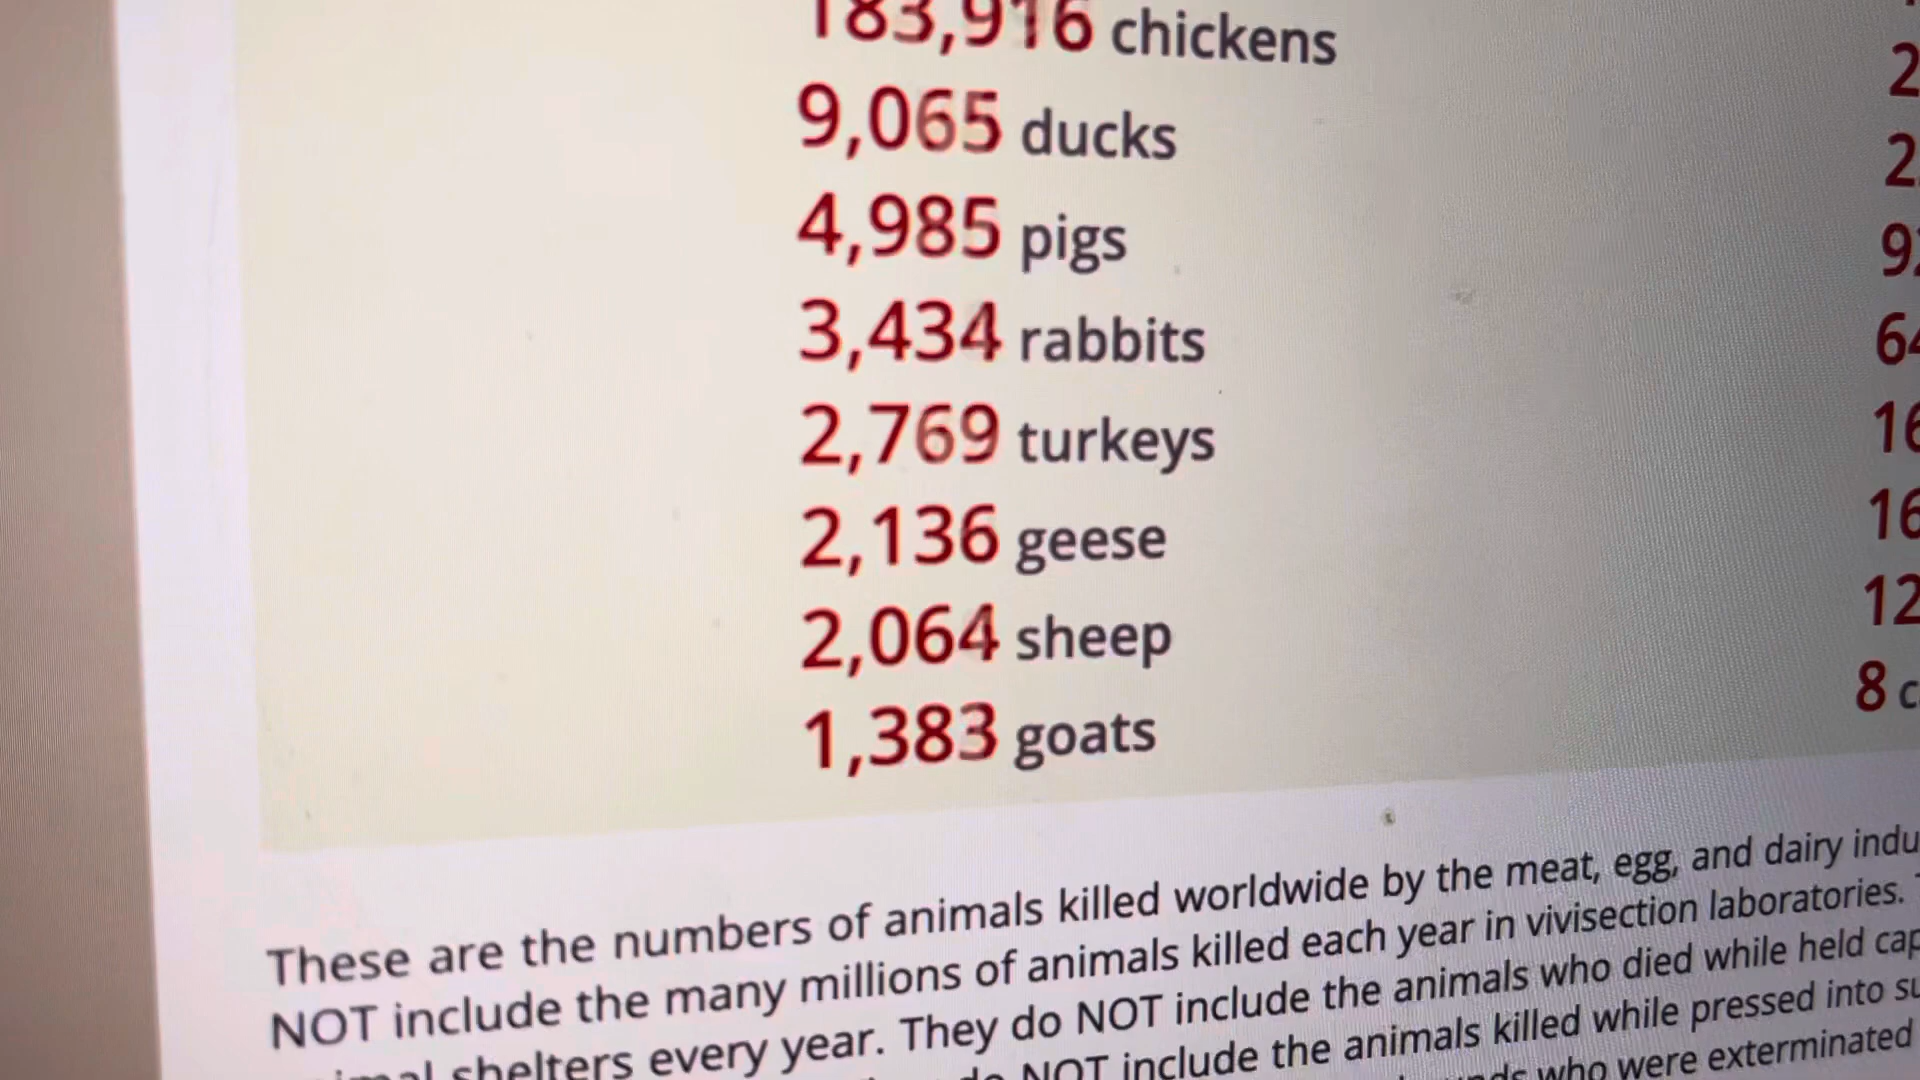 183,916 chickens
9,065 ducks
4,985 pigs
3,434 rabbits
2,769 turkeys
2,136 geese
2,064 sheep
1,383 goats
8
These are the numbers of animals killed worldwide by the meat, egg, and dairy
NOT include the many millions of animals killed each year in vivisection laboratories.
shelters every year. They do NOT include the animals who died while held
do NOT include the animals killed while pressed into
who were exterminated